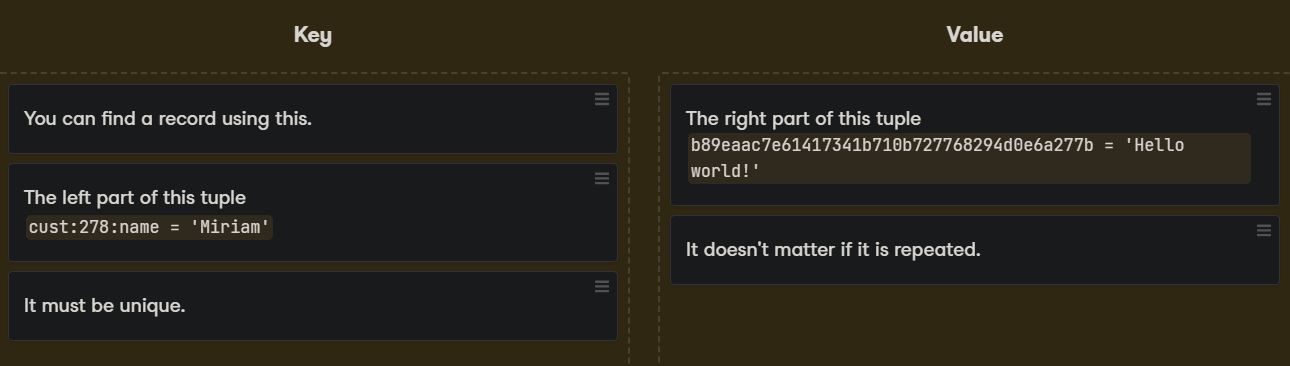 Key
You can find a record using this.
The left part of this tuple
cust:278:name = 'Miriam'
It must be unique.
Value
The right part of this tuple
b89eaac7e61417341b710b727768294d0e6a277b = 'Hello
world!'
It doesn't matter if it is repeated.